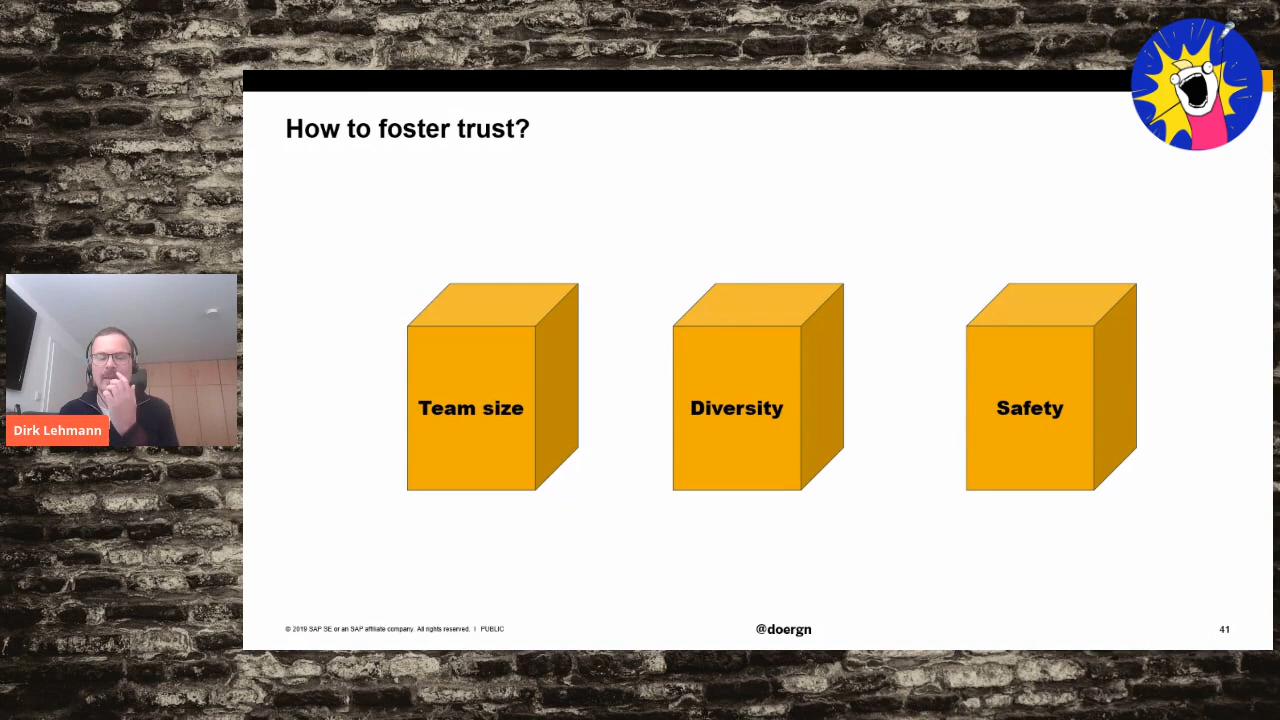 How to foster trust?
Team size
Diversity
Safety
Dirk Lehmann
© 2019 SAP SE or an SAP affiliate company. All rights reserved. I PUBLIC
@doergn
41